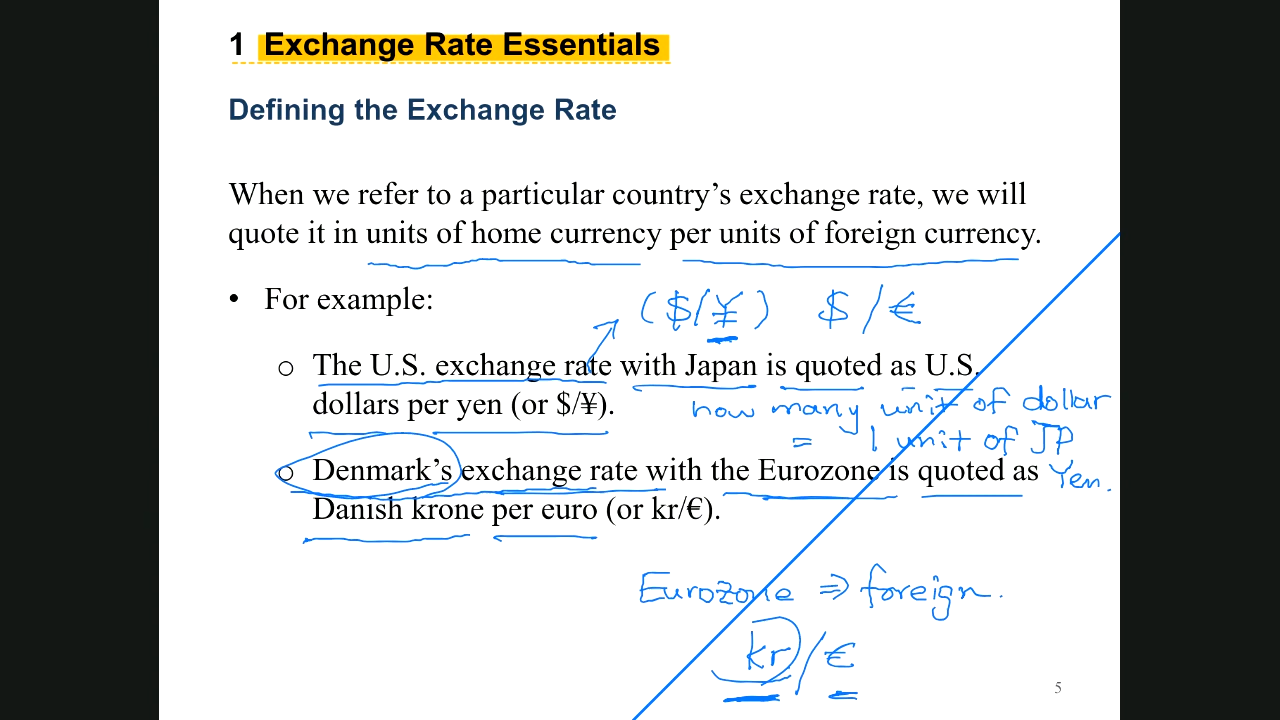 1 Exchange Rate Essentials
Defining the Exchange Rate
When we refer to a particular country's exchange rate, we will
quote it in units of home currency per units of foreign currency.
• For example:
($/¥) $/€
o The U.S. exchange rate with Japan is quoted as U.S.
dollars per yen (or $/¥).
how many unit of dollar
= 1 unit of JP
Yen.
o Denmark's exchange rate with the Eurozone is quoted as
Danish krone per euro (or kr/€).
Eurozone ⇒ foreign.
kr/€
5